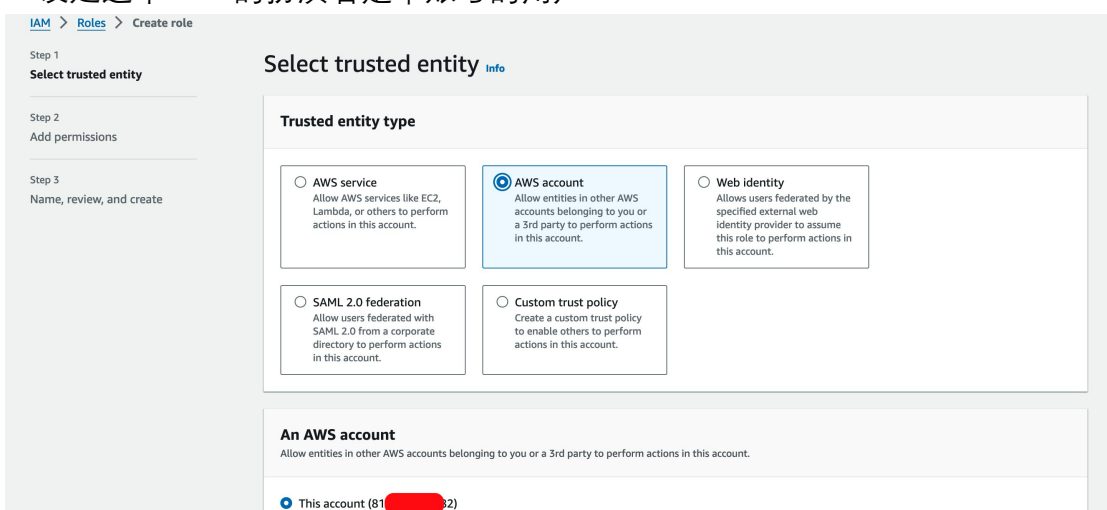 IAM > Roles > Create role
Step 1
Select trusted entity
Step 2
Add permissions
Step 3
Name, review, and create
Select trusted entity Info
Trusted entity type
AWS service
Allow AWS services like EC2,
Lambda, or others to perform
actions in this account.
AWS account
Allow entities in other AWS
accounts belonging to you or
a 3rd party to perform actions
in this account.
Web identity
Allows users federated by the
specified external web
identity provider to assume
this role to perform actions in
this account.
SAML 2.0 federation
Allow users federated with
SAML 2.0 from a corporate
directory to perform actions
in this account.
Custom trust policy
Create a custom trust policy
to enable others to perform
actions in this account.
An AWS account
Allow entities in other AWS accounts belonging to you or a 3rd party to perform actions in this account.
This account (81 32)